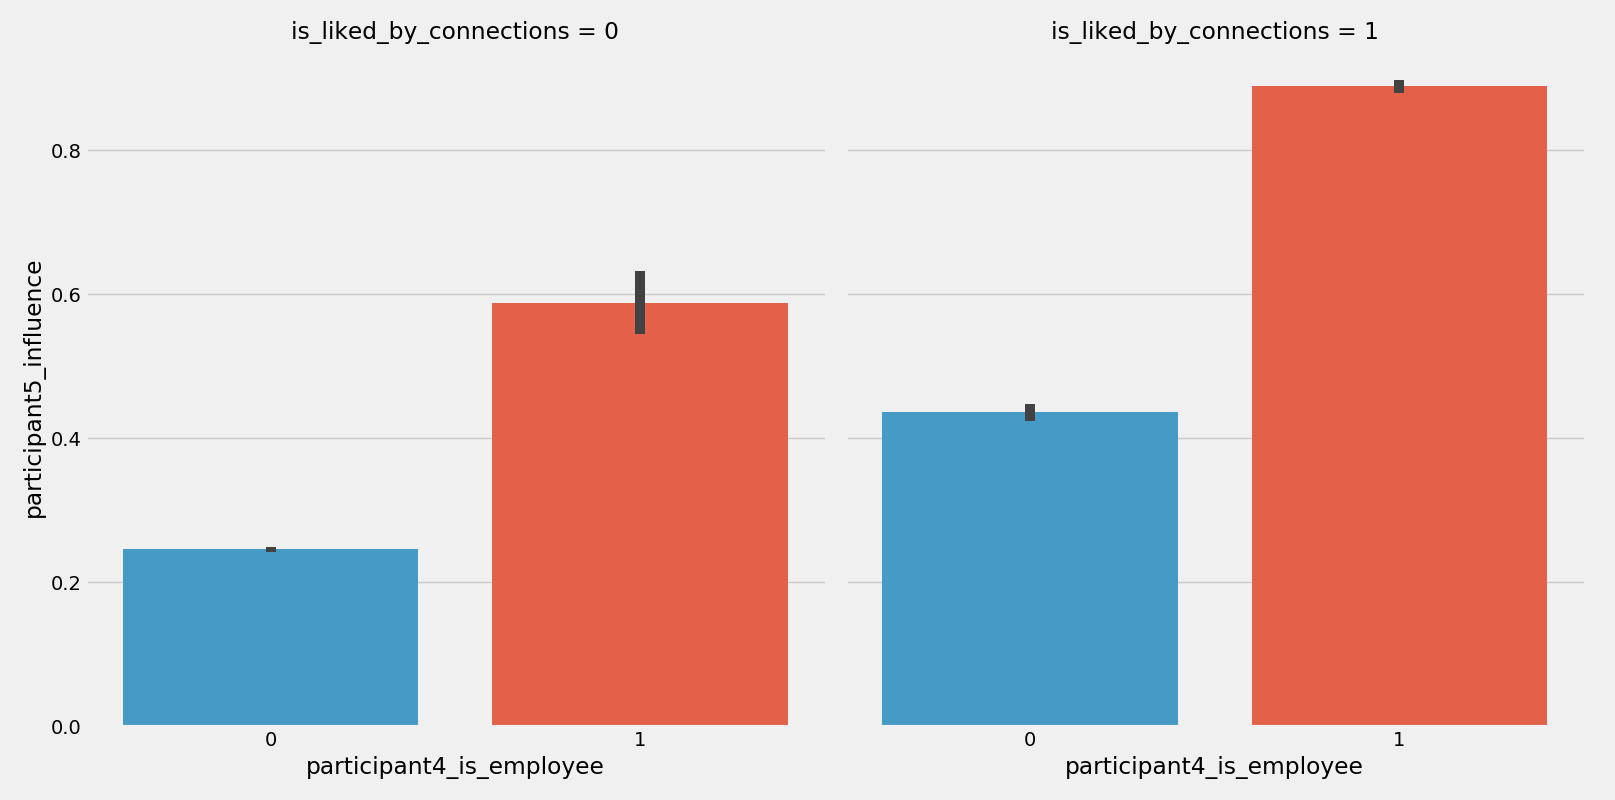 is_liked_by_connections = 0
is_liked_by_connections = 1
participant5_influence
0.8
0.6
0.4
0.2
0.0
0
1
0
1
participant4_is_employee
participant4_is_employee